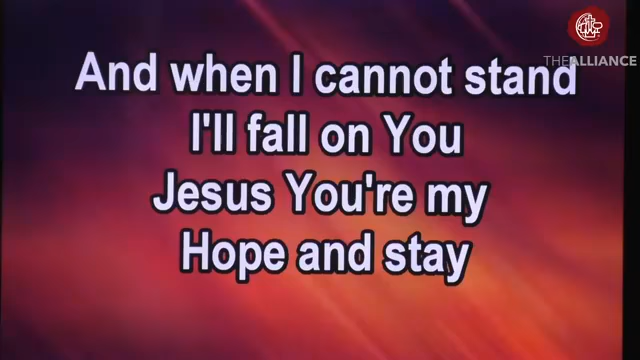 THEALLIANCE
And when I cannot stand
I'll fall on You
Jesus You're my
Hope and stay